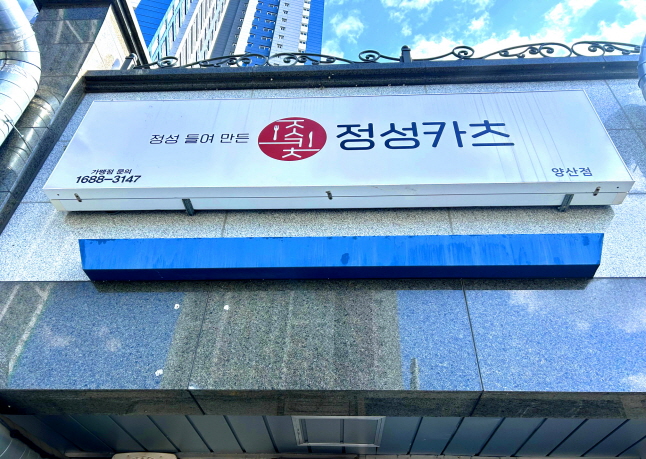 정성 들여 만든 정성카츠
가맹점 문의
1688-3147
양산점